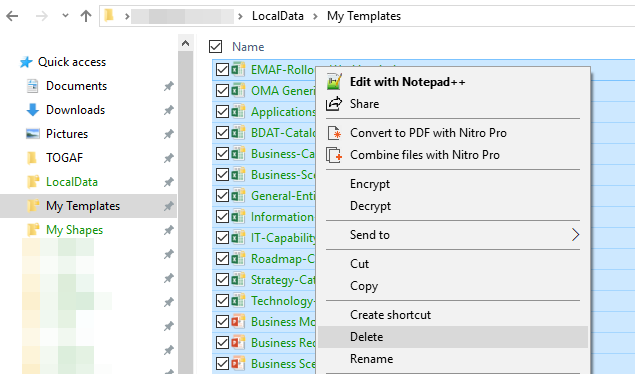 LocalData > My Templates
Name
Quick access
Documents
Downloads
Pictures
TOGAF
LocalData
My Templates
My Shapes
EMAF-Rollo
OMA Generi
Applications
BDAT-Catalo
Business-Ca
Business-Sce
General-Enti
Information
IT-Capability
Roadmap-C
Strategy-Cat
Technology-
Business Mo
Business Rec
Business Sce
Edit with Notepad++
Share
Convert to PDF with Nitro Pro
Combine files with Nitro Pro
Encrypt
Decrypt
Send to
Cut
Copy
Create shortcut
Delete
Rename